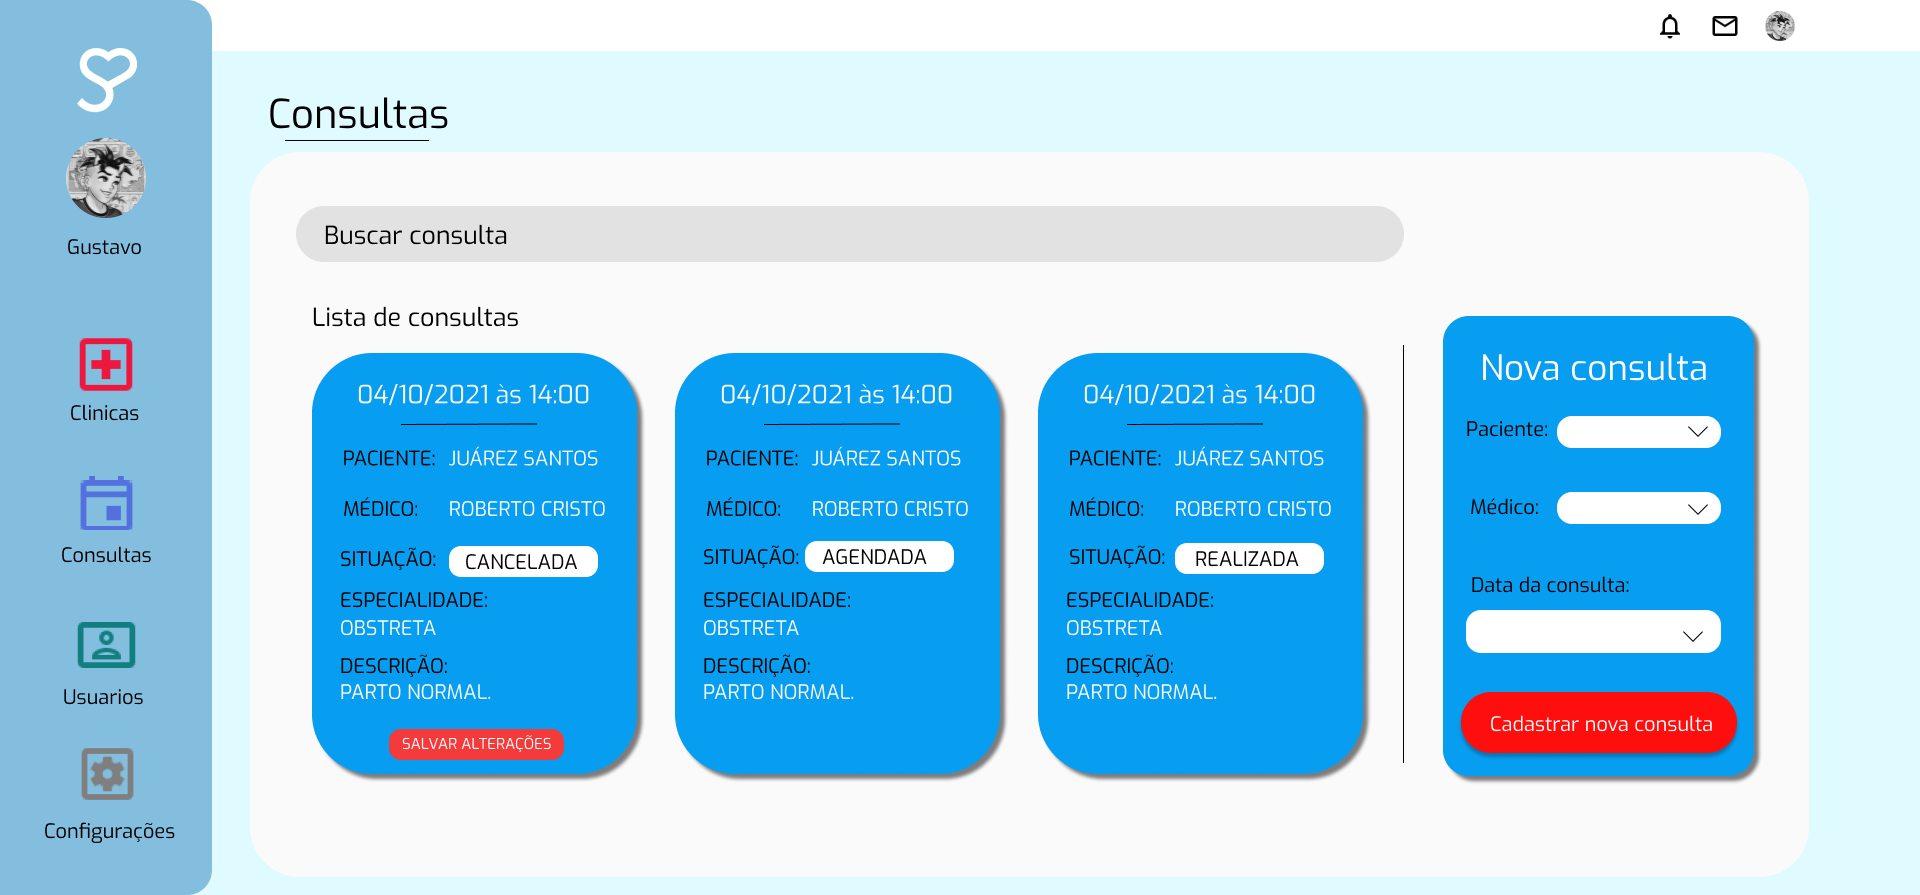 Gustavo
Clinicas
Consultas
Usuarios
Configurações
Consultas
Buscar consulta
Lista de consultas
04/10/2021 às 14:00
PACIENTE: JUÁREZ SANTOS
MÉDICO: ROBERTO CRISTO
SITUAÇÃO: CANCELADA
ESPECIALIDADE:
OBSTRETA
DESCRIÇÃO:
PARTO NORMAL.
SALVAR ALTERAÇÕES
04/10/2021 às 14:00
PACIENTE: JUÁREZ SANTOS
MÉDICO: ROBERTO CRISTO
SITUAÇÃO: AGENDADA
ESPECIALIDADE:
OBSTRETA
DESCRIÇÃO:
PARTO NORMAL.
04/10/2021 às 14:00
PACIENTE: JUÁREZ SANTOS
MÉDICO: ROBERTO CRISTO
SITUAÇÃO: REALIZADA
ESPECIALIDADE:
OBSTRETA
DESCRIÇÃO:
PARTO NORMAL.
Nova consulta
Paciente:
Médico:
Data da consulta:
Cadastrar nova consulta